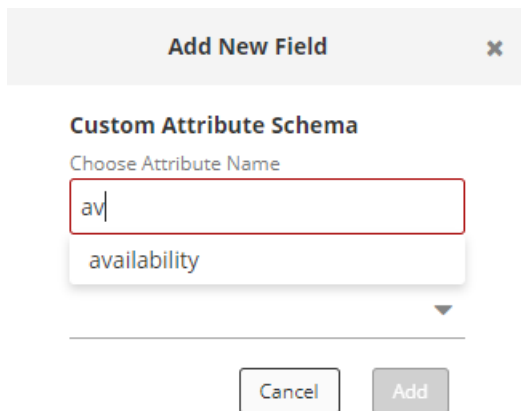 Add New Field
Custom Attribute Schema
Choose Attribute Name
av
availability
Cancel Add